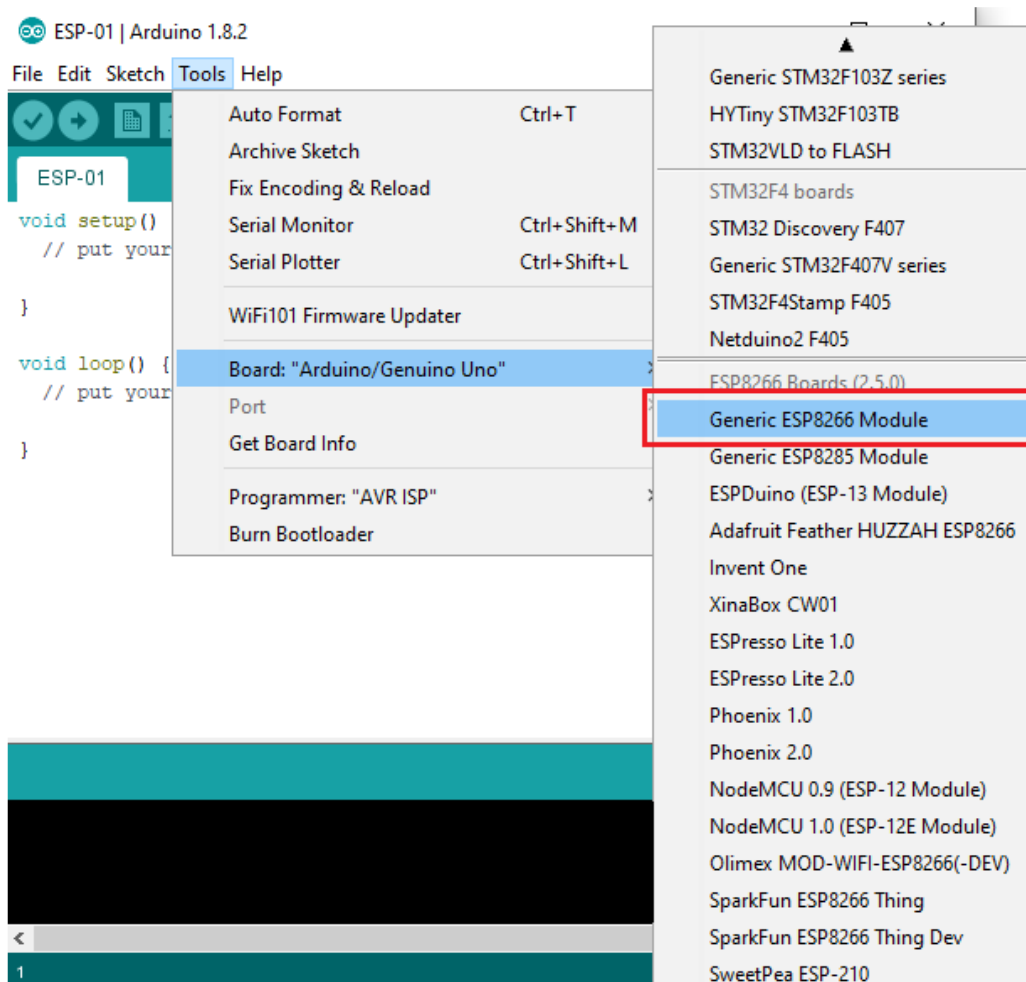 ESP-01 | Arduino 1.8.2
File Edit Sketch Tools Help
ESP-01
void setup()
// put your
}
void loop() {
// put your
}
Auto Format Ctrl+T
Archive Sketch
Fix Encoding & Reload
Serial Monitor Ctrl+Shift+M
Serial Plotter Ctrl+Shift+L
WiFi101 Firmware Updater
Board: "Arduino/Genuino Uno"
Port
Get Board Info
Programmer: "AVR ISP"
Burn Bootloader
Generic STM32F103Z series
HYTiny STM32F103TB
STM32VLD to FLASH
STM32F4 boards
STM32 Discovery F407
Generic STM32F407V series
STM32F4Stamp F405
Netduino2 F405
ESP8266 Boards (2.5.0)
Generic ESP8266 Module
Generic ESP8285 Module
ESPDuino (ESP-13 Module)
Adafruit Feather HUZZAH ESP8266
Invent One
XinaBox CW01
ESPresso Lite 1.0
ESPresso Lite 2.0
Phoenix 1.0
Phoenix 2.0
NodeMCU 0.9 (ESP-12 Module)
NodeMCU 1.0 (ESP-12E Module)
Olimex MOD-WIFI-ESP8266(-DEV)
SparkFun ESP8266 Thing
SparkFun ESP8266 Thing Dev
SweetPea ESP-210
1